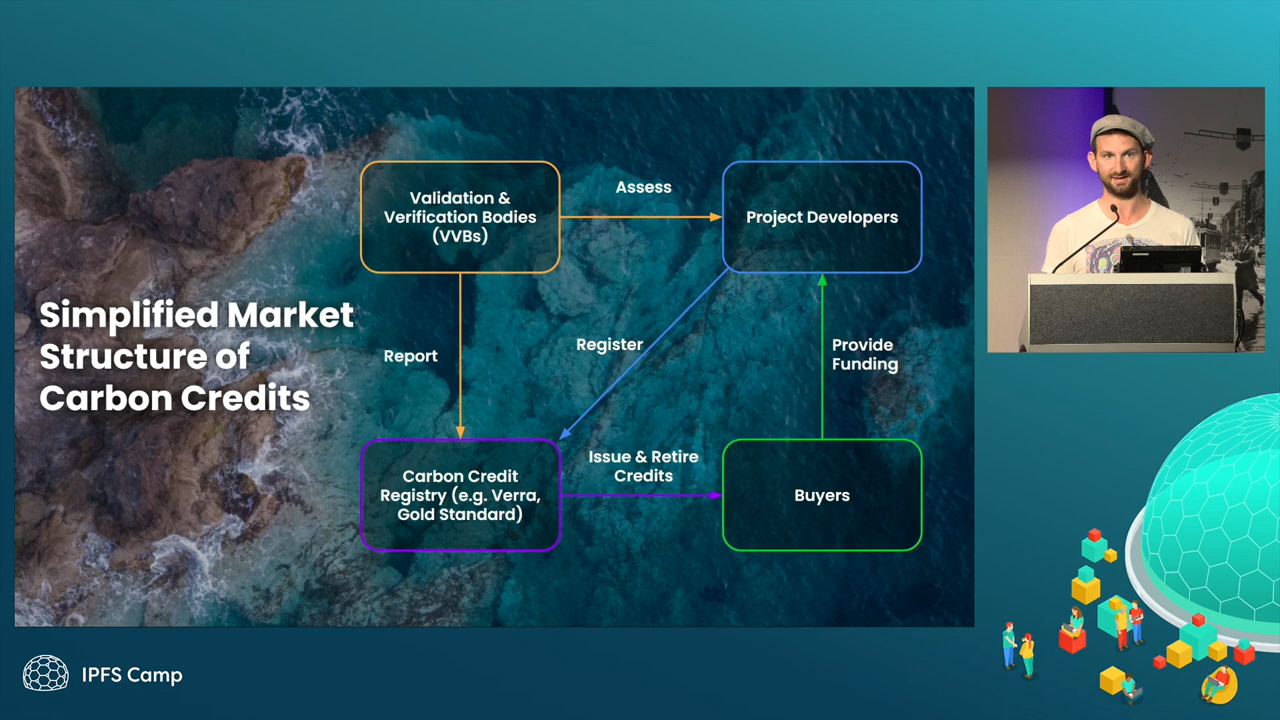 Simplified Market
Structure of
Carbon Credits
Validation &
Verification Bodies
(VVBs)
Assess
Project Developers
Report
Register
Provide
Funding
Carbon Credit
Registry (e.g. Verra,
Gold Standard)
Issue & Retire
Credits
Buyers
IPFS Camp